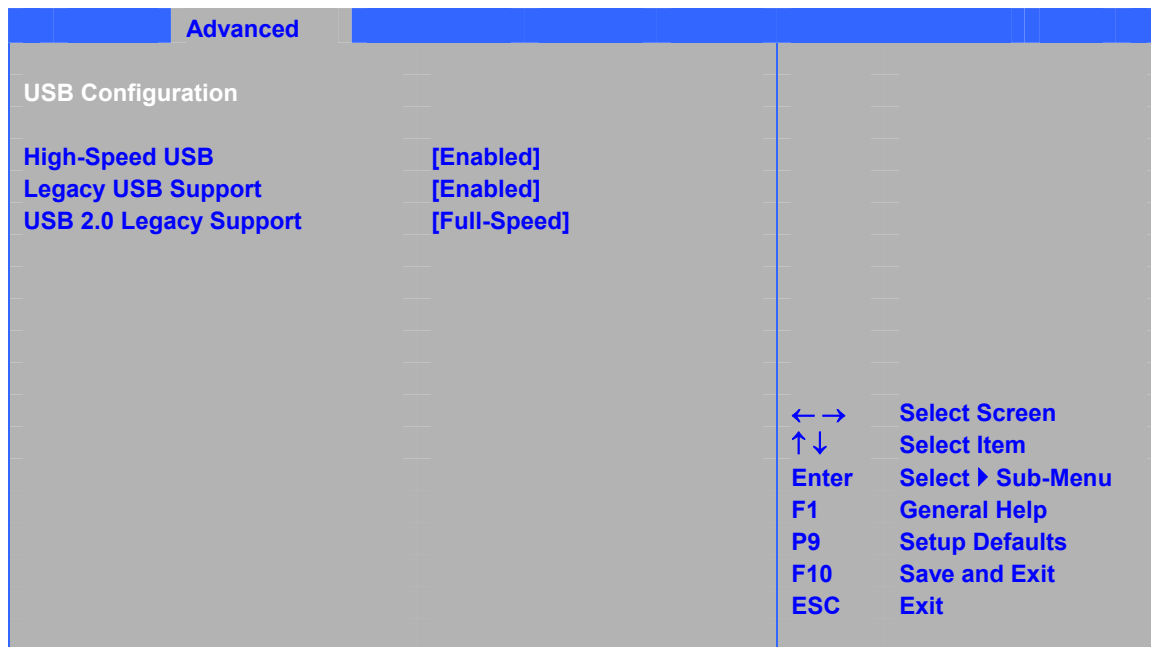 Advanced
USB Configuration
High-Speed USB [Enabled]
Legacy USB Support [Enabled]
USB 2.0 Legacy Support [Full-Speed]
← → Select Screen
↑↓ Select Item
Enter Select ▶ Sub-Menu
F1 General Help
P9 Setup Defaults
F10 Save and Exit
ESC Exit